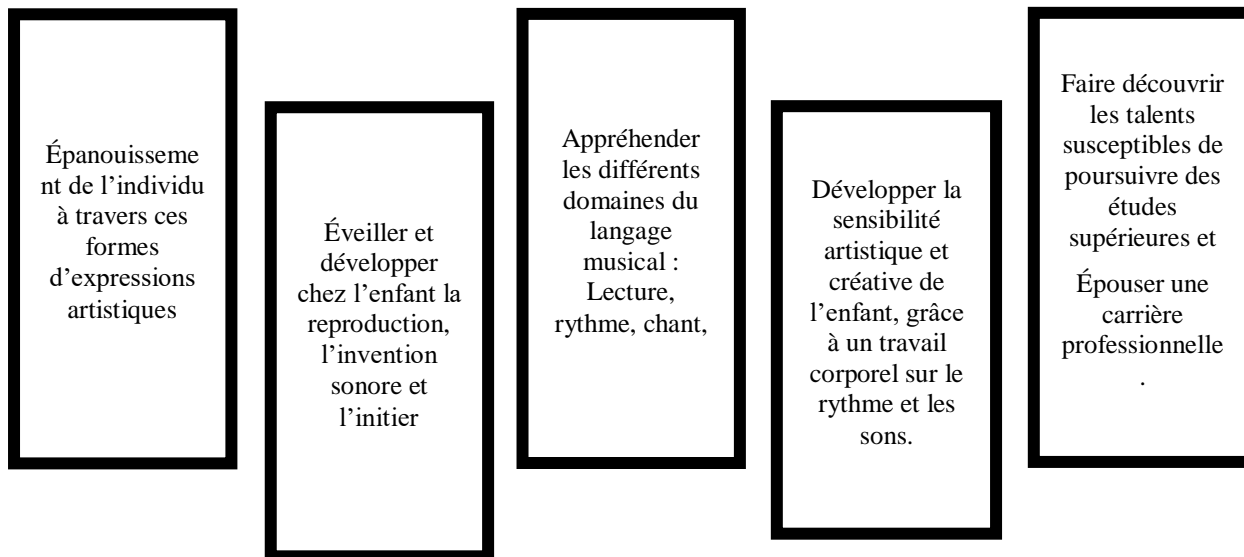 Épanouisseme
nt de l’individu
à travers ces
formes
d’expressions
artistiques
Éveiller et
développer
chez l’enfant la
reproduction,
l’invention
sonore et
l’initier
Appréhender
les différents
domaines du
langage
musical :
Lecture,
rythme, chant,
Développer la
sensibilité
artistique et
créative de
l’enfant, grâce
à un travail
corporel sur le
rythme et les
sons.
Faire découvrir
les talents
susceptibles de
poursuivre des
études
supérieures et
Épouser une
carrière
professionnelle
.